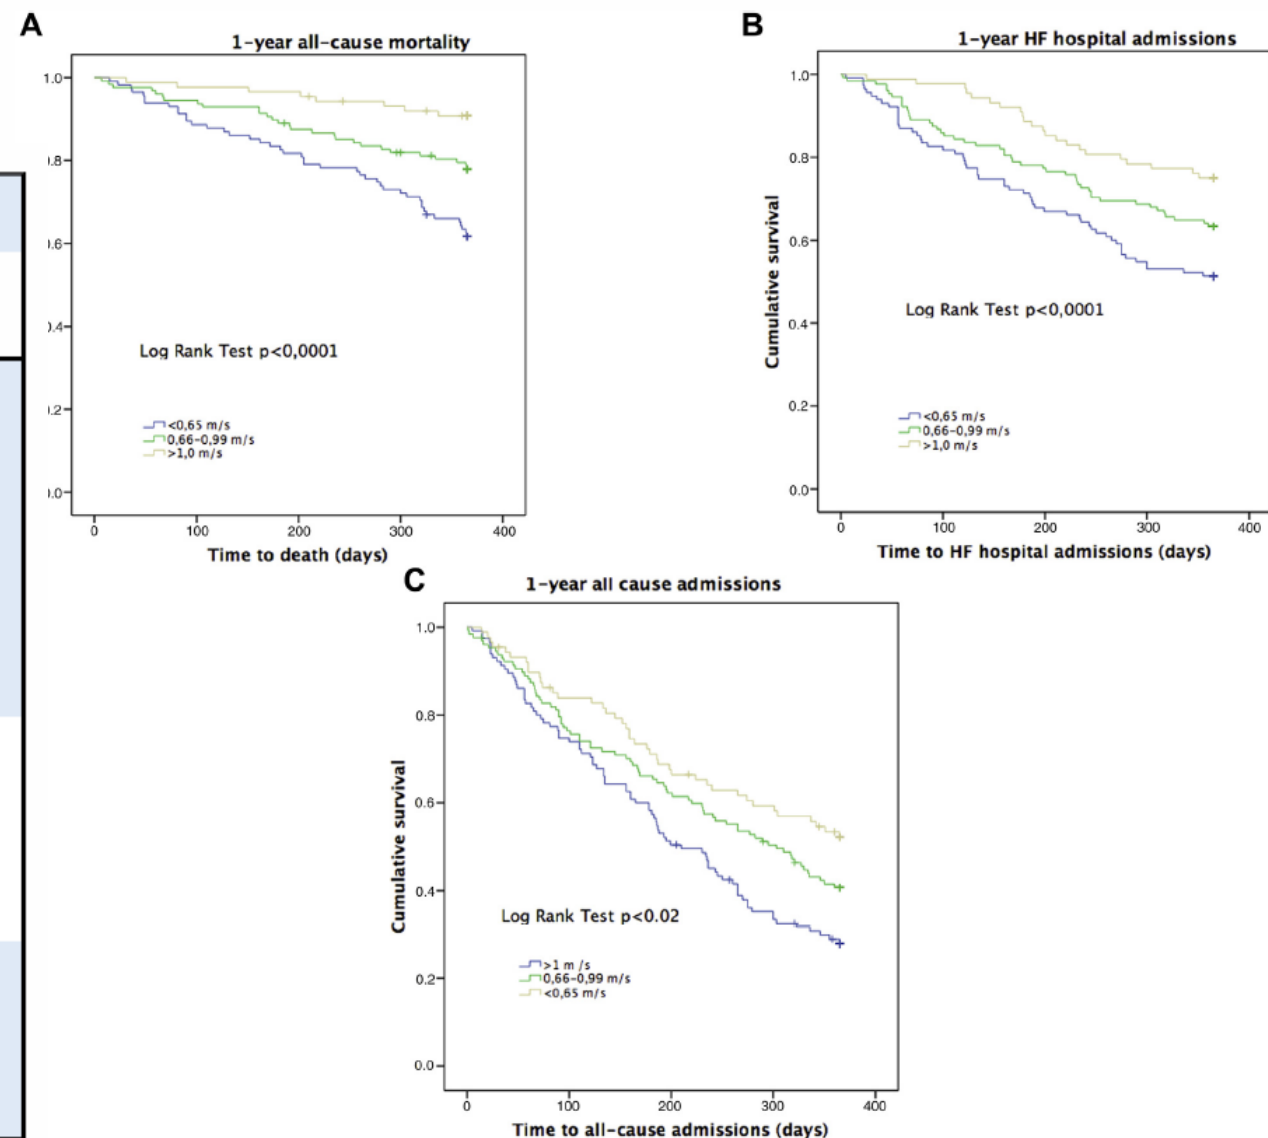 A
1-year all-cause mortality
1.0
0.8
.6
.4
.2
.0
0 100 200 300 400
Time to death (days)
Log Rank Test p<0,0001
<0,65 m/s
0,66-0,99 m/s
>1,0 m/s
B
1-year HF hospital admissions
Cumulative survival
1.0
0.8
0.6
0.4
0.2
0.0
0 100 200 300 400
Time to HF hospital admissions (days)
Log Rank Test p<0,0001
<0,65 m/s
0,66-0,99 m/s
>1,0 m/s
C
1-year all cause admissions
Cumulative survival
1.0
0.8
0.6
0.4
0.2
0.0
0 100 200 300 400
Time to all-cause admissions (days)
Log Rank Test p<0.02
>1 m /s
0,66-0,99 m/s
<0,65 m/s